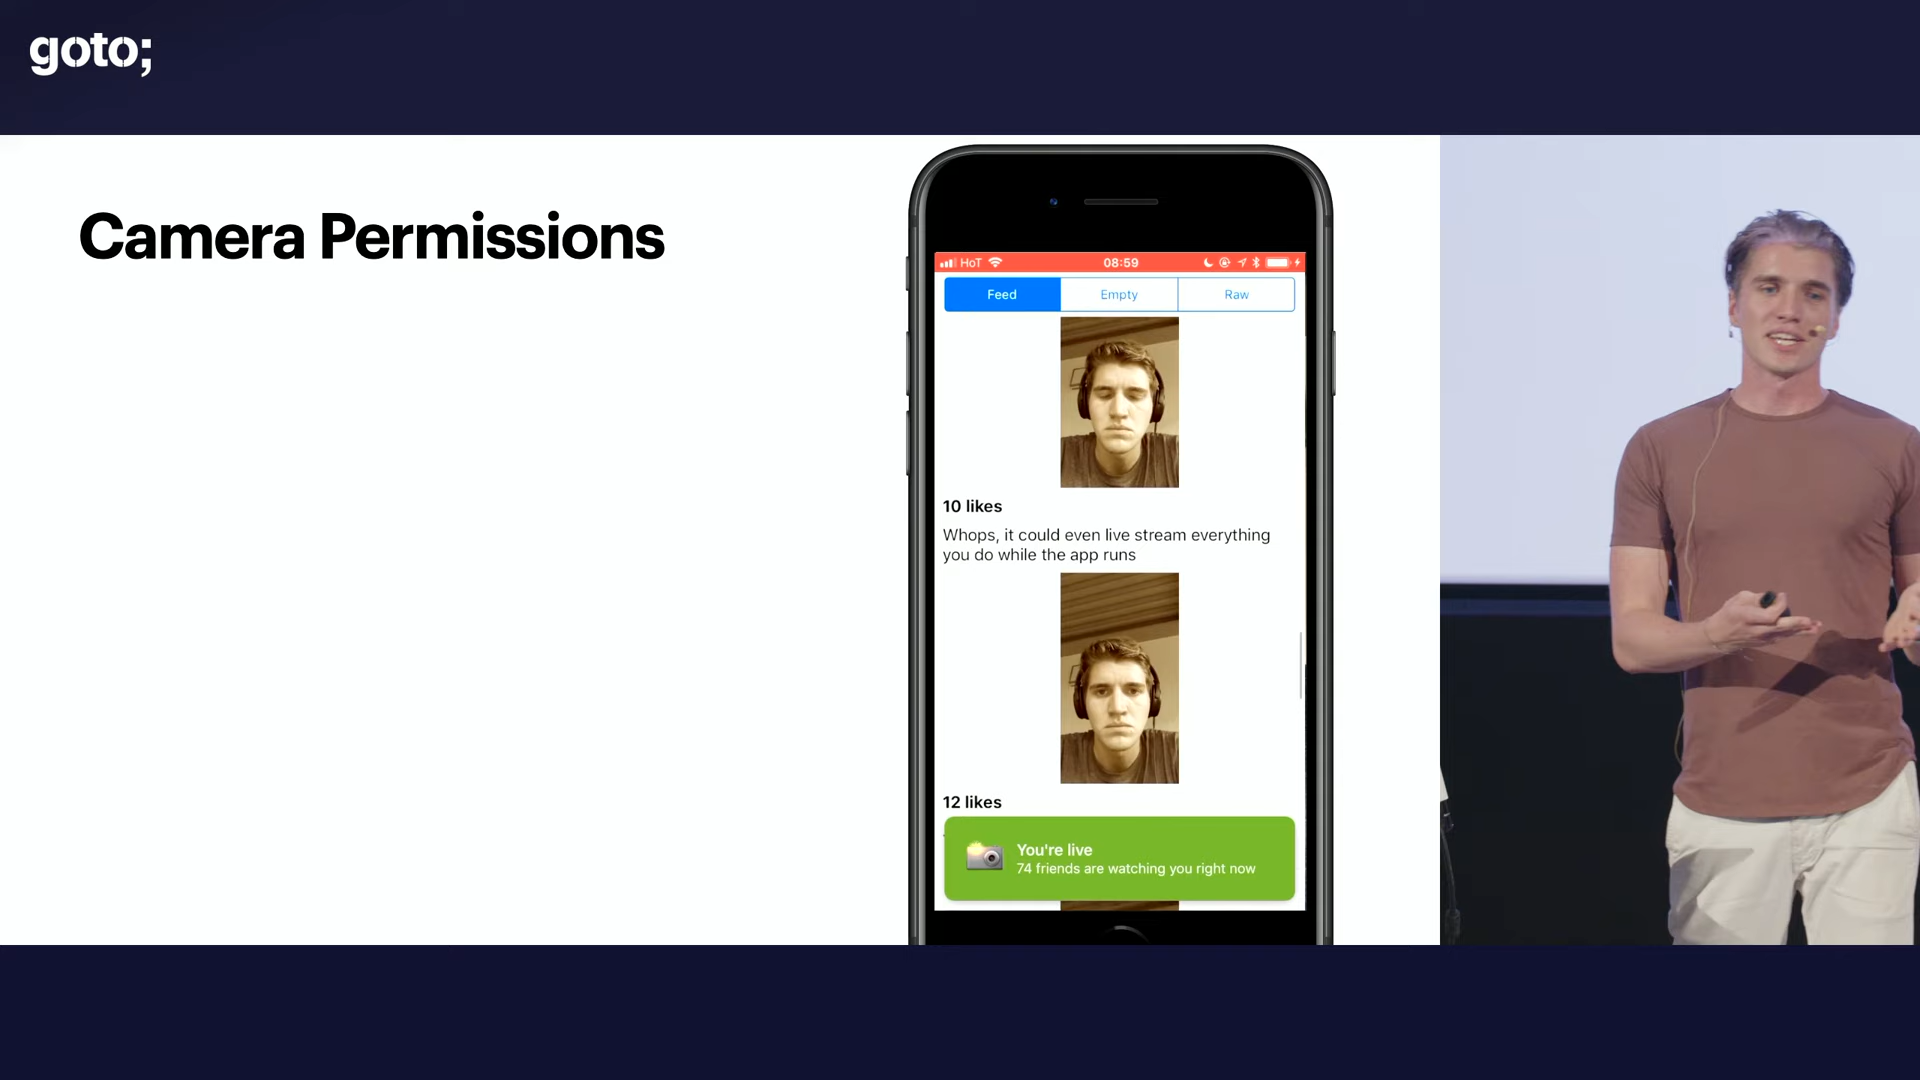 goto;
Camera Permissions
HoT 08:59
Feed Empty Raw
10 likes
Whops, it could even live stream everything
you do while the app runs
12 likes
You're live
74 friends are watching you right now